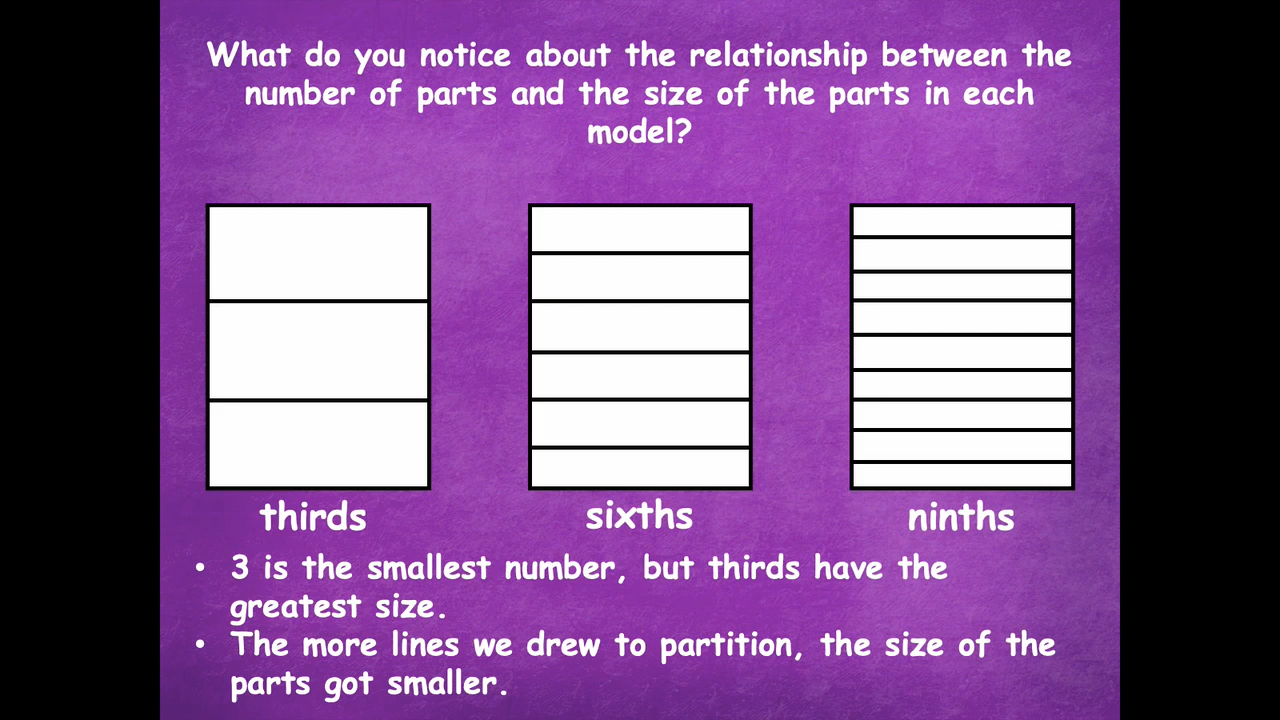 What do you notice about the relationship between the
number of parts and the size of the parts in each
model?
thirds
sixths
ninths
• 3 is the smallest number, but thirds have the
greatest size.
• The more lines we drew to partition, the size of the
parts got smaller.